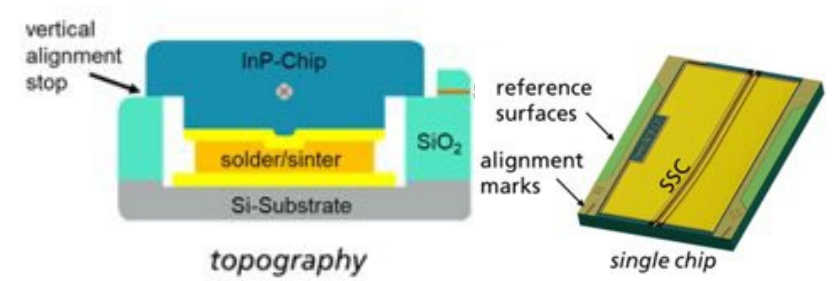 vertical
alignment
stop
InP-Chip
SiO2
solder/sinter
Si-Substrate
topography
reference
surfaces
alignment
marks
SSC
single chip